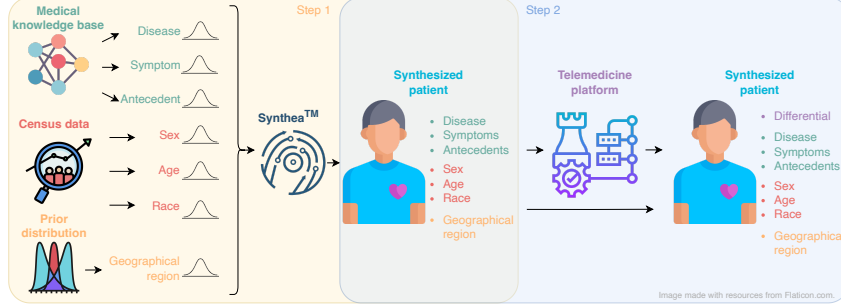 Medical
knowledge base
Disease
Symptom
Antecedent
Census data
Sex
Age
Race
Prior
distribution
Geographical
region
Step 1
Synthea™
Synthesized
patient
• Disease
• Symptoms
• Antecedents
• Sex
• Age
• Race
• Geographical
region
Step 2
Telemedicine
platform
Synthesized
patient
• Differential
• Disease
• Symptoms
• Antecedents
• Sex
• Age
• Race
• Geographical
region
Image made with resources from Flaticon.com.